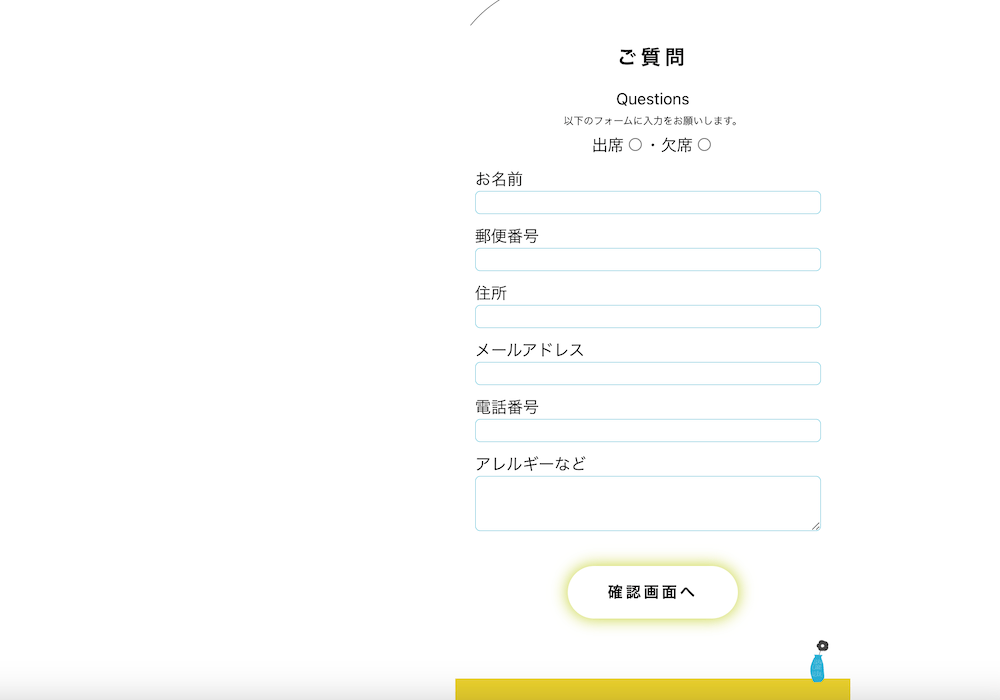 ご質問
Questions
以下のフォームに入力をお願いします。
出席 ・欠席
お名前
郵便番号
住所
メールアドレス
電話番号
アレルギーなど
確認画面へ